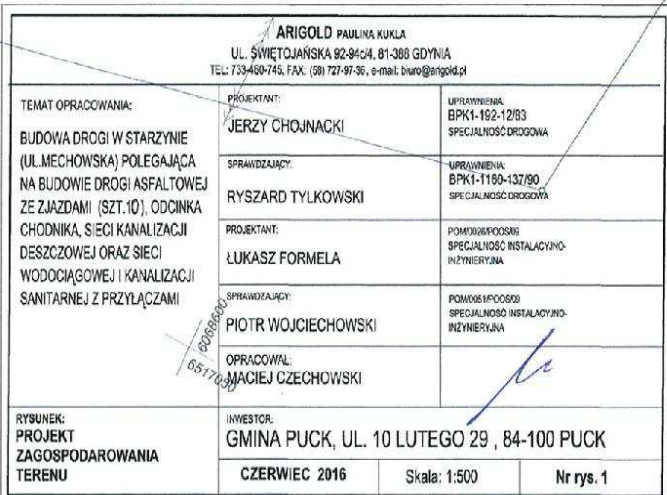 ARIGOLD PAULINA KUKLA
UL. ŚWIĘTOJAŃSKA 92-94c/4, 81-388 GDYNIA
TEL: 733-460-745, FAX: (58) 727-97-36, e-mail: biuro@arigold.pl
TEMAT OPRACOWANIA:
BUDOWA DROGI W STARZYNIE
(UL.MECHOWSKA) POLEGAJĄCA
NA BUDOWIE DROGI ASFALTOWEJ
ZE ZJAZDAMI (SZT.10), ODCINKA
CHODNIKA, SIECI KANALIZACJI
DESZCZOWEJ ORAZ SIECI
WODOCIĄGOWEJ I KANALIZACJI
SANITARNEJ Z PRZYŁĄCZAMI
PROJEKTANT:
JERZY CHOJNACKI
UPRAWNIENIA:
BPK1-192-12/83
SPECJALNOŚĆ DROGOWA
SPRAWDZAJĄCY:
RYSZARD TYLKOWSKI
UPRAWNIENIA:
BPK1-1160-137/90
SPECJALNOŚĆ DROGOWA
PROJEKTANT:
ŁUKASZ FORMELA
POM/0026/POOS/09
SPECJALNOŚĆ INSTALACYJNO-
INŻYNIERYJNA
SPRAWDZAJĄCY:
PIOTR WOJCIECHOWSKI
POM/0051/POOS/09
SPECJALNOŚĆ INSTALACYJNO-
INŻYNIERYJNA
OPRACOWAŁ:
MACIEJ CZECHOWSKI
6068600
6517050
RYSUNEK:
PROJEKT
ZAGOSPODAROWANIA
TERENU
INWESTOR:
GMINA PUCK, UL. 10 LUTEGO 29 , 84-100 PUCK
CZERWIEC 2016
Skala: 1:500
Nr rys. 1